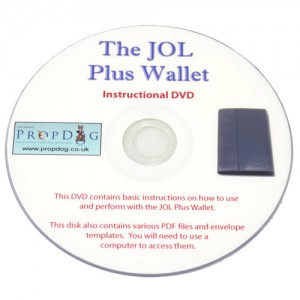 The JOL
Plus Wallet
Instructional DVD
PROPDOG
www.propdog.co.uk
This DVD contains basic instructions on how to use
and perform with the JOL Plus Wallet.
This disk also contains various PDF files and envelope
templates. You will need to use a
computer to access them.